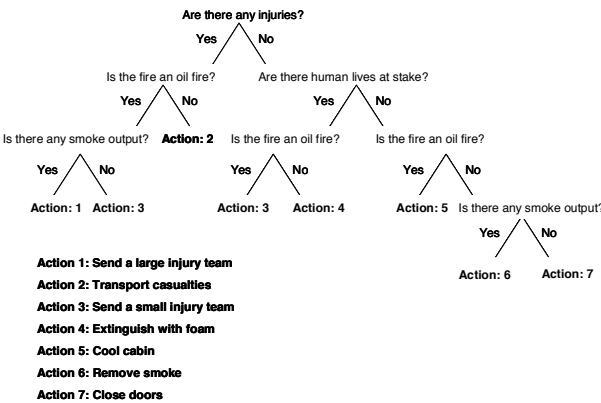 Are there any injuries?
Yes No
Is the fire an oil fire? Are there human lives at stake?
Yes No Yes No
Is there any smoke output? Action: 2 Is the fire an oil fire? Is the fire an oil fire?
Yes No Yes No Yes No
Action: 1 Action: 3 Action: 3 Action: 4 Action: 5 Is there any smoke output?
Yes No
Action: 6 Action: 7
Action 1: Send a large injury team
Action 2: Transport casualties
Action 3: Send a small injury team
Action 4: Extinguish with foam
Action 5: Cool cabin
Action 6: Remove smoke
Action 7: Close doors